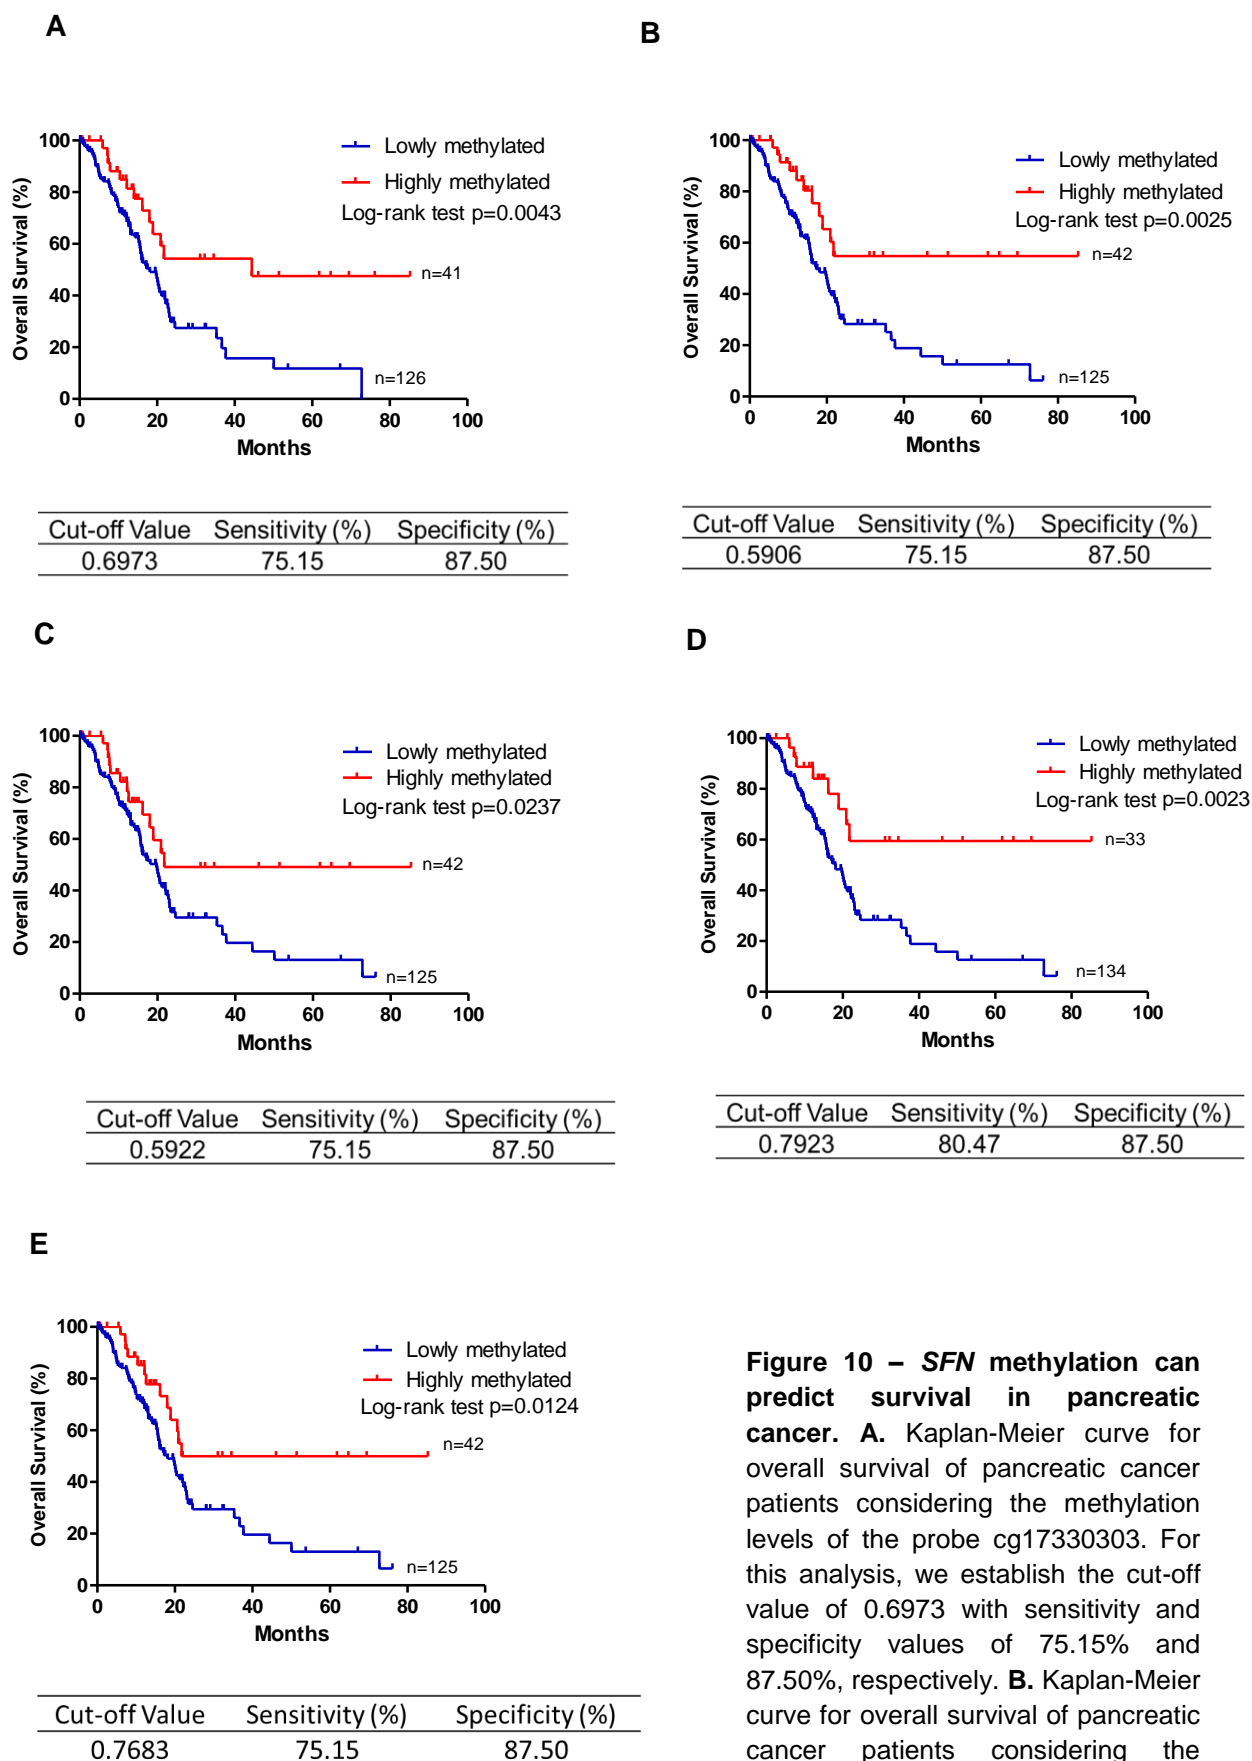 A
B
Overall Survival (%)
100
80
60
40
20
0
0 20 40 60 80 100
Months
Lowly methylated
Highly methylated
Log-rank test p=0.0043
n=41
n=126
Overall Survival (%)
100
80
60
40
20
0
0 20 40 60 80 100
Months
Lowly methylated
Highly methylated
Log-rank test p=0.0025
n=42
n=125
Cut-off Value Sensitivity (%) Specificity (%)
0.6973 75.15 87.50
Cut-off Value Sensitivity (%) Specificity (%)
0.5906 75.15 87.50
C
D
Overall Survival (%)
100
80
60
40
20
0
0 20 40 60 80 100
Months
Lowly methylated
Highly methylated
Log-rank test p=0.0237
n=42
n=125
Overall Survival (%)
100
80
60
40
20
0
0 20 40 60 80 100
Months
Lowly methylated
Highly methylated
Log-rank test p=0.0023
n=33
n=134
Cut-off Value Sensitivity (%) Specificity (%)
0.5922 75.15 87.50
Cut-off Value Sensitivity (%) Specificity (%)
0.7923 80.47 87.50
E
Overall Survival (%)
100
80
60
40
20
0
0 20 40 60 80 100
Months
Lowly methylated
Highly methylated
Log-rank test p=0.0124
n=42
n=125
Cut-off Value Sensitivity (%) Specificity (%)
0.7683 75.15 87.50
Figure 10 – SFN methylation can
predict survival in pancreatic
cancer. A. Kaplan-Meier curve for
overall survival of pancreatic cancer
patients considering the methylation
levels of the probe cg17330303. For
this analysis, we establish the cut-off
value of 0.6973 with sensitivity and
specificity values of 75.15% and
87.50%, respectively. B. Kaplan-Meier
curve for overall survival of pancreatic
cancer patients considering the